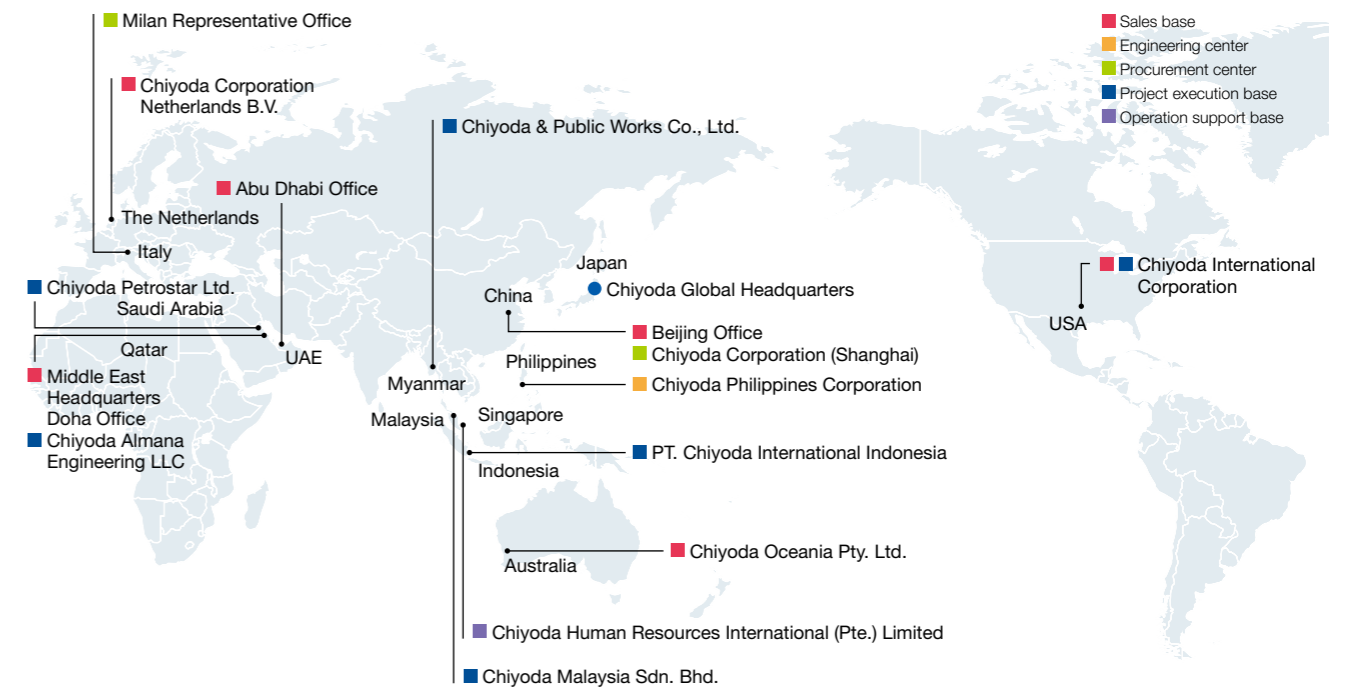 Milan Representative Office
Chiyoda Corporation
Netherlands B.V.
Abu Dhabi Office
The Netherlands
Italy
Chiyoda Petrostar Ltd.
Saudi Arabia
Qatar
UAE
Middle East
Headquarters
Doha Office
Chiyoda Almana
Engineering LLC
Chiyoda & Public Works Co., Ltd.
Myanmar
Japan
Chiyoda Global Headquarters
China
Beijing Office
Chiyoda Corporation (Shanghai)
Philippines
Chiyoda Philippines Corporation
Malaysia
Singapore
PT. Chiyoda International Indonesia
Indonesia
Chiyoda Oceania Pty. Ltd.
Australia
Chiyoda Human Resources International (Pte.) Limited
Chiyoda Malaysia Sdn. Bhd.
Sales base
Engineering center
Procurement center
Project execution base
Operation support base
Chiyoda International
Corporation
USA